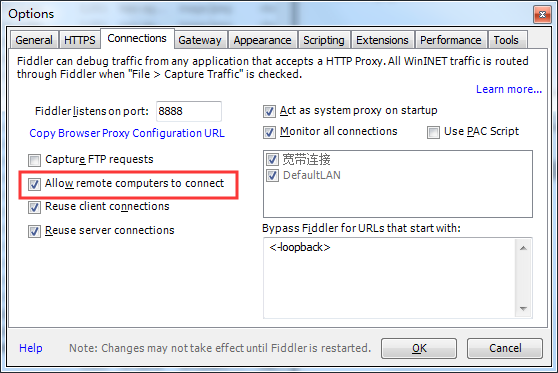 Options
General HTTPS Connections Gateway Appearance Scripting Extensions Performance Tools
Fiddler can debug traffic from any application that accepts a HTTP Proxy. All WinINET traffic is routed
through Fiddler when "File > Capture Traffic" is checked.
Learn more...
Fiddler listens on port: 8888
Copy Browser Proxy Configuration URL
Capture FTP requests
Allow remote computers to connect
Reuse client connections
Reuse server connections
Act as system proxy on startup
Monitor all connections Use PAC Script
宽带连接
DefaultLAN
Bypass Fiddler for URLs that start with:
<-loopback>
Help Note: Changes may not take effect until Fiddler is restarted. OK Cancel